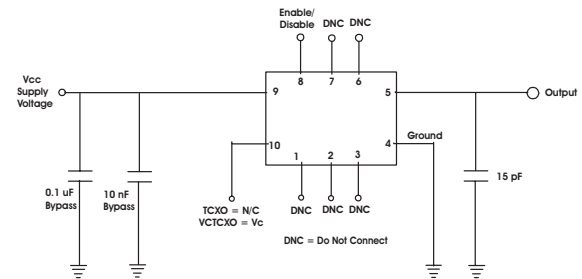 Enable/
Disable
DNC DNC
Vcc
Supply
Voltage
8 7 6
9
5
Output
10
4
Ground
1 2 3
0.1 uF
Bypass
10 nF
Bypass
15 pF
TCXO = N/C
VCTCXO = Vc
DNC DNC DNC
DNC = Do Not Connect